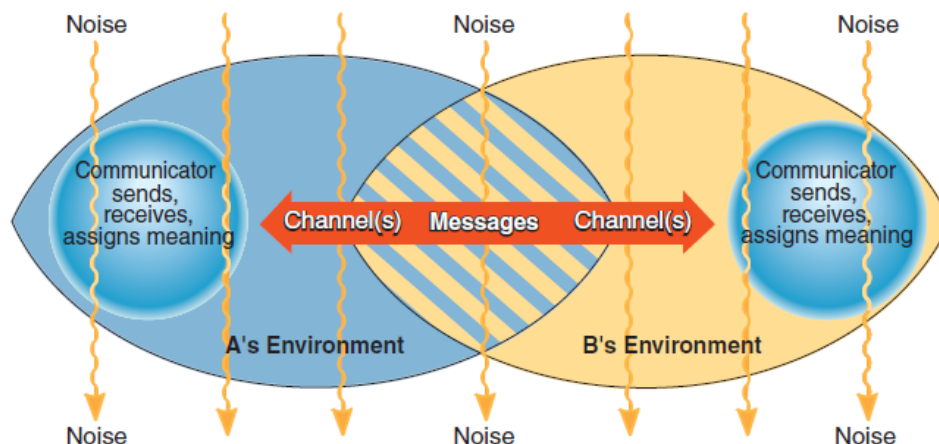 Noise Noise Noise
Communicator
sends,
receives,
assigns meaning
Channel(s) Messages Channel(s)
Communicator
sends,
receives,
assigns meaning
A's Environment B's Environment
Noise Noise Noise